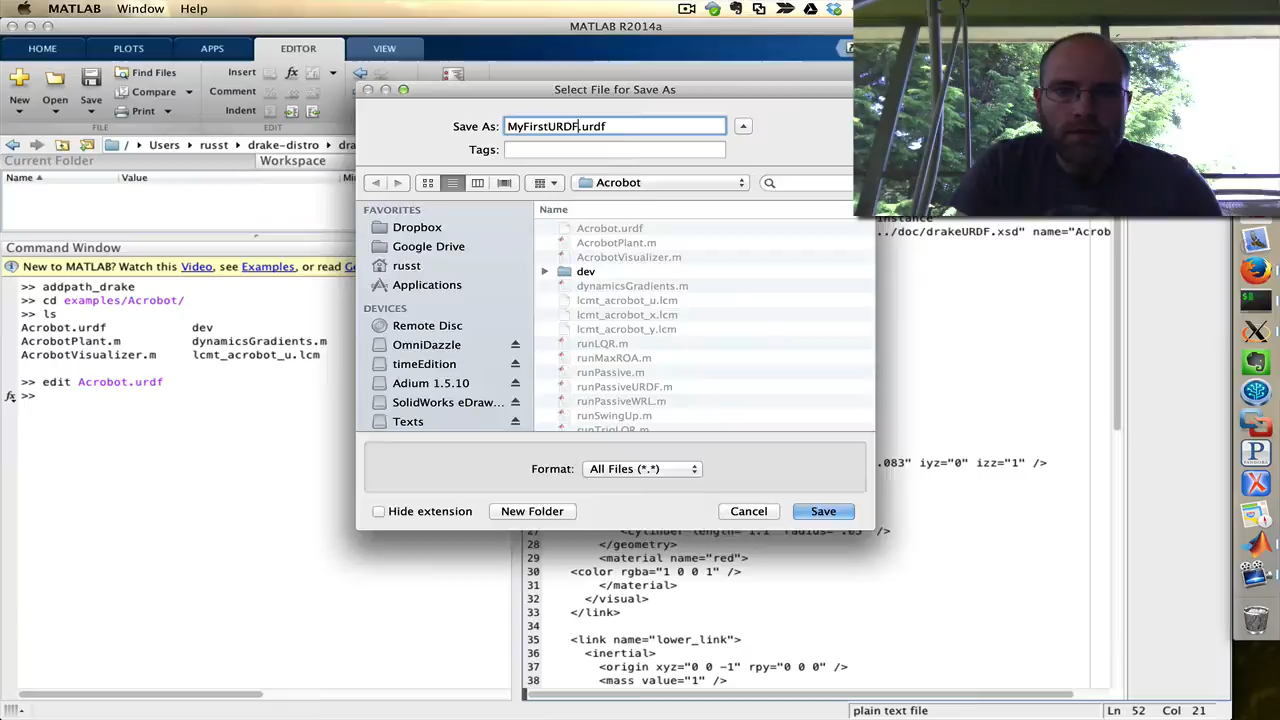 MATLAB Window Help
MATLAB R2014a
HOME PLOTS APPS EDITOR VIEW
New Open Save
Find Files
Compare
Print
Insert
Comment
Indent
FILE
EDIT
Select File for Save As
Save As: MyFirstURDF.urdf
Tags:
/ Users russt drake-distro
Current Folder
Workspace
Name
Value
Command Window
New to MATLAB? Watch this Video, see Examples, or read
>> addpath_drake
>> cd examples/Acrobot/
>> ls
Acrobot.urdf dev
AcrobotPlant.m dynamicsGradients.m
AcrobotVisualizer.m lcmt_acrobot_u.lcm
>> edit Acrobot.urdf
fx >>
Acrobot
FAVORITES
Dropbox
Google Drive
russt
Applications
DEVICES
Remote Disc
OmniDazzle
timeEdition
Adium 1.5.10
SolidWorks eDraw...
Texts
Name
Acrobot.urdf
AcrobotPlant.m
AcrobotVisualizer.m
dev
dynamicsGradients.m
lcmt_acrobot_u.lcm
lcmt_acrobot_x.lcm
lcmt_acrobot_y.lcm
runLQR.m
runMaxROA.m
runPassive.m
runPassiveURDF.m
runPassiveWRL.m
runSwingUp.m
runTrigLQR.m
Format: All Files (*.*)
Hide extension
New Folder
Cancel
Save
../doc/drakeURDF.xsd" name="Acrob
.083" iyz="0" izz="1" />
27 <cylinder length="1.1" radius=".05" />
28 </geometry>
29 <material name="red">
30 <color rgba="1 0 0 1" />
31 </material>
32 </visual>
33 </link>
34
35 <link name="lower_link">
36 <inertial>
37 <origin xyz="0 0 -1" rpy="0 0 0" />
38 <mass value="1" />
plain text file
Ln 52 Col 21